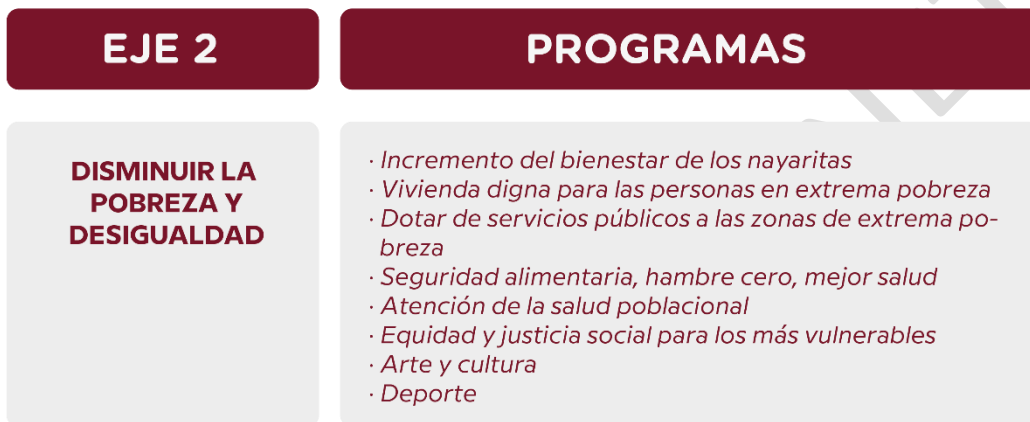 EJE 2
PROGRAMAS
DISMINUIR LA
POBREZA Y
DESIGUALDAD
· Incremento del bienestar de los nayaritas
· Vivienda digna para las personas en extrema pobreza
· Dotar de servicios públicos a las zonas de extrema po-
breza
· Seguridad alimentaria, hambre cero, mejor salud
· Atención de la salud poblacional
· Equidad y justicia social para los más vulnerables
· Arte y cultura
· Deporte